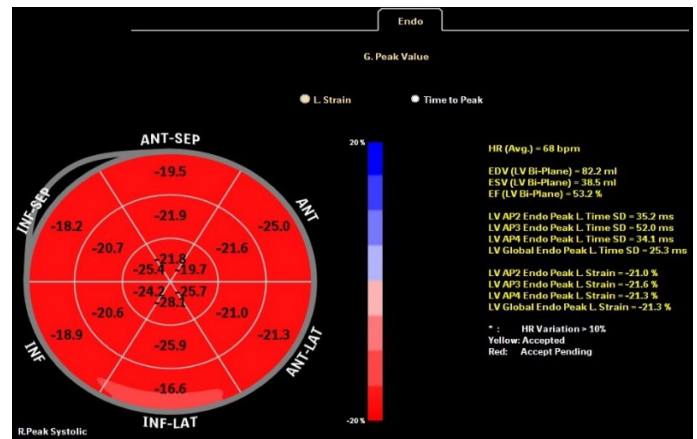 Endo
G. Peak Value
L. Strain
Time to Peak
ANT-SEP
20 %
HR (Avg.) = 68 bpm
-19.5
EDV (LV Bi-Plane) = 82.2 ml
ESV (LV Bi-Plane) = 38.5 ml
EF (LV Bi-Plane) = 53.2 %
INF-SEP
ANT
-18.2
-21.9
-25.0
LV AP2 Endo Peak L. Time SD = 35.2 ms
LV AP3 Endo Peak L. Time SD = 52.0 ms
LV AP4 Endo Peak L. Time SD = 34.1 ms
LV Global Endo Peak L. Time SD = 25.3 ms
-20.7
-21.6
-21.8
-25.4 -19.7
LV AP2 Endo Peak L. Strain = -21.0 %
LV AP3 Endo Peak L. Strain = -21.6 %
LV AP4 Endo Peak L. Strain = -21.3 %
LV Global Endo Peak L. Strain = -21.3 %
-24.2 -25.7
-28.1
-20.6
-21.0
-18.9
-21.3
* : HR Variation > 10%
Yellow: Accepted
Red: Accept Pending
INF
ANT-LAT
-25.9
-16.6
INF-LAT
-20 %
R.Peak Systolic